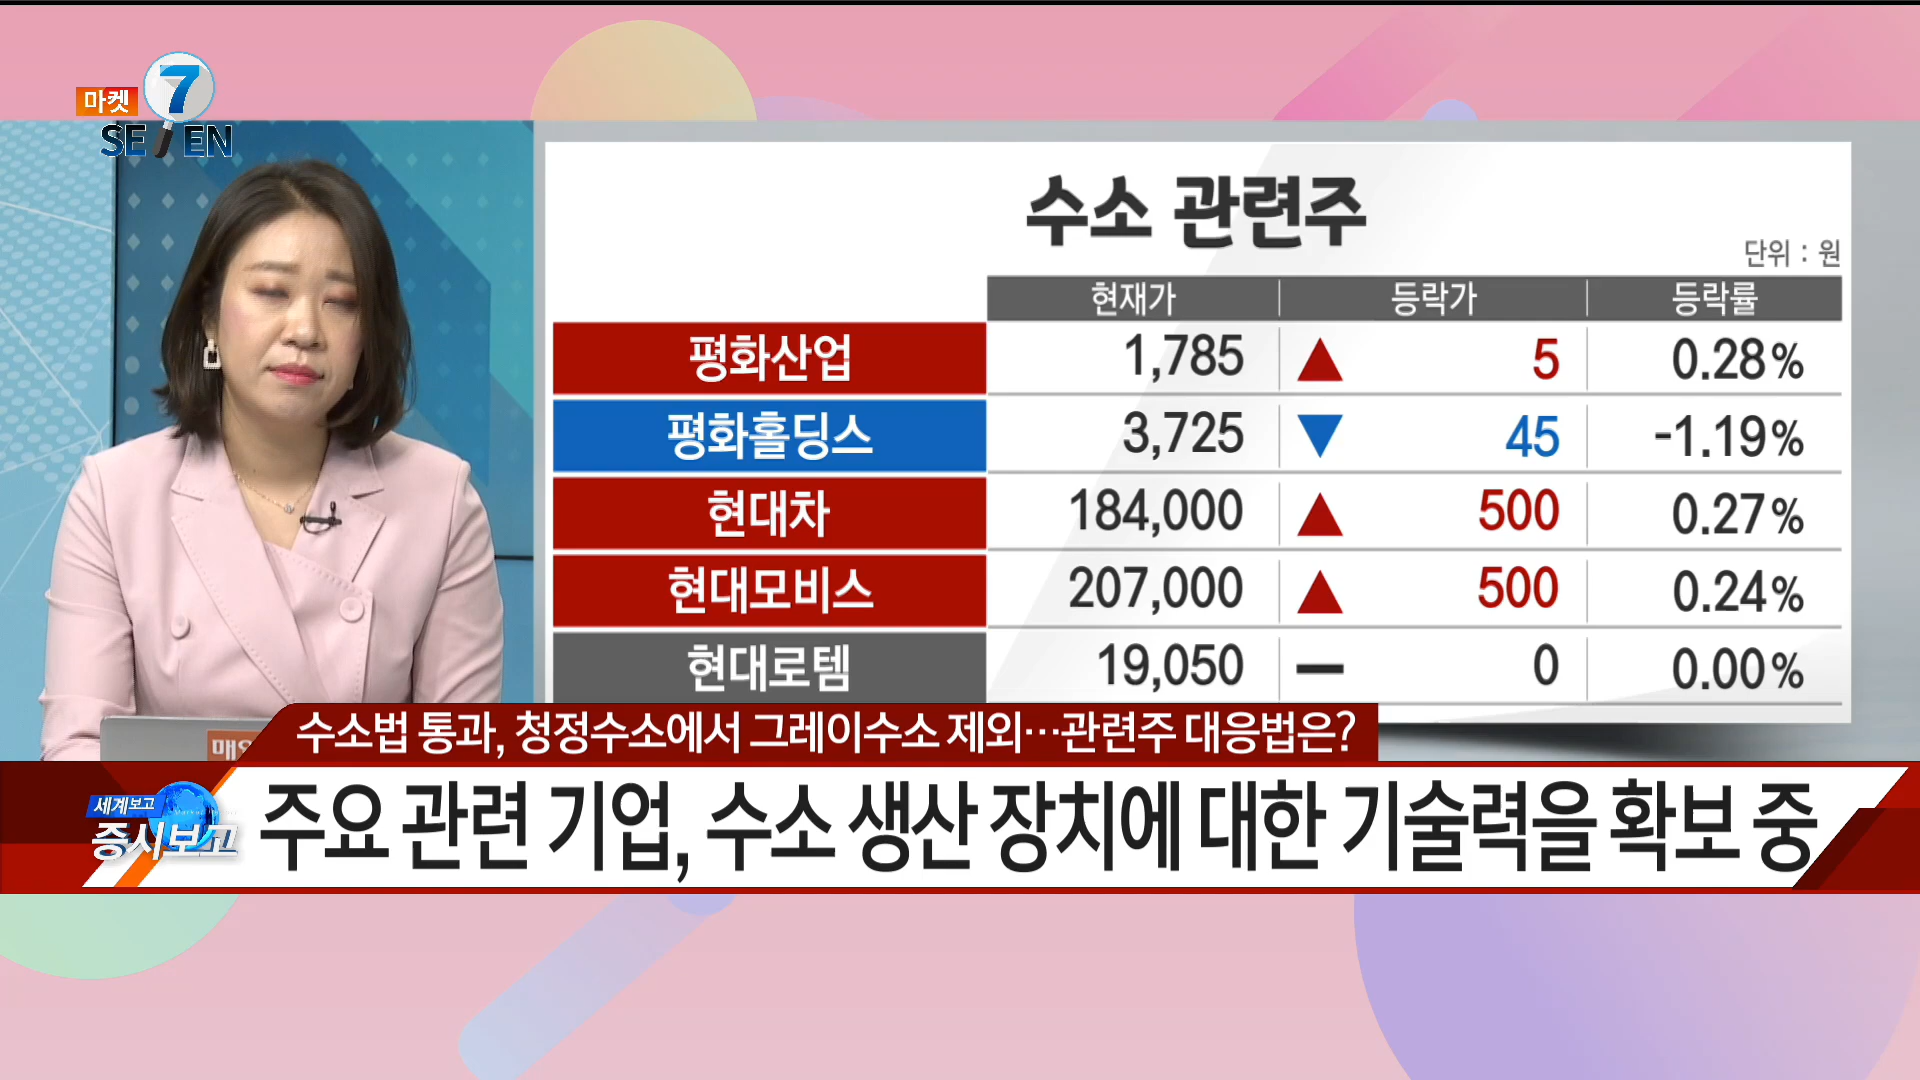 마켓
7
SEVEN
수소 관련주
단위 : 원
현재가 등락가 등락률
평화산업 1,785 ▲ 5 0.28%
평화홀딩스 3,725 ▼ 45 -1.19%
현대차 184,000 ▲ 500 0.27%
현대모비스 207,000 ▲ 500 0.24%
현대로템 19,050 — 0 0.00%
수소법 통과, 청정수소에서 그레이수소 제외…관련주 대응법은?
세계보고
증시보고
주요 관련 기업, 수소 생산 장치에 대한 기술력을 확보 중